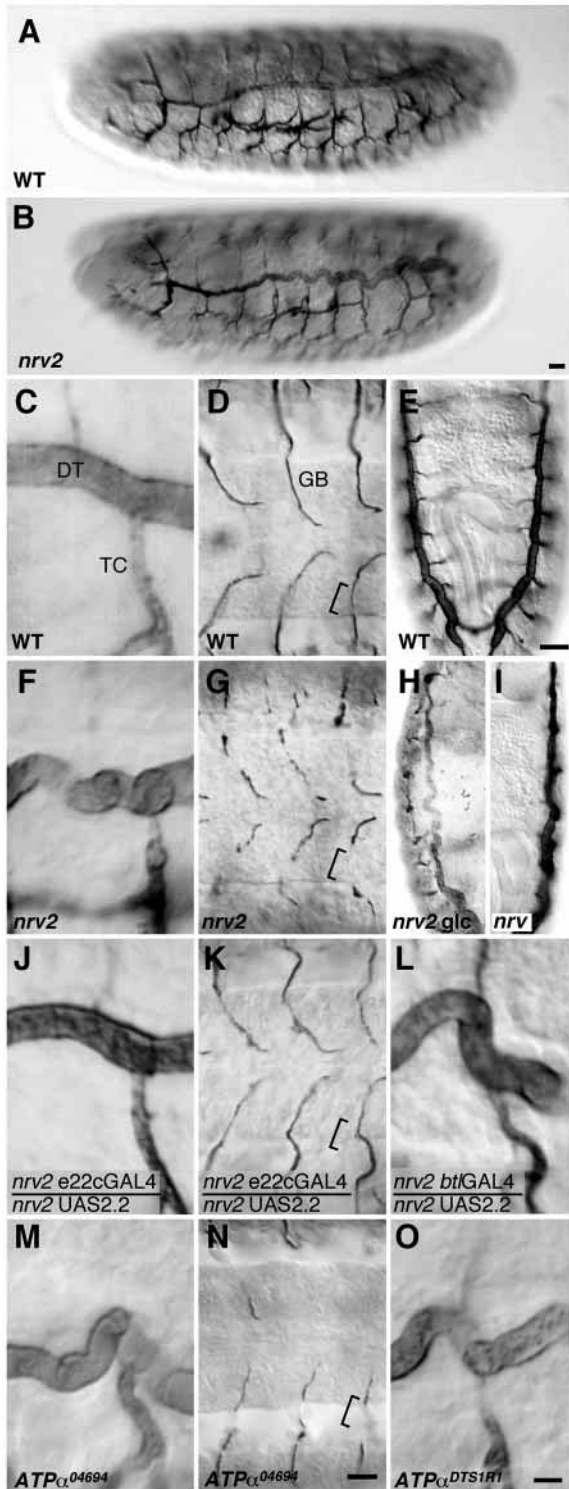 A
WT
B
nrv2
C
DT
TC
WT
D
GB
WT
E
WT
F
nrv2
G
nrv2
H
nrv2 glc
I
nrv
J
nrv2 e22cGAL4
nrv2 UAS2.2
K
nrv2 e22cGAL4
nrv2 UAS2.2
L
nrv2 btlGAL4
nrv2 UAS2.2
M
ATPα04694
N
ATPα04694
O
ATPαDTS1R1